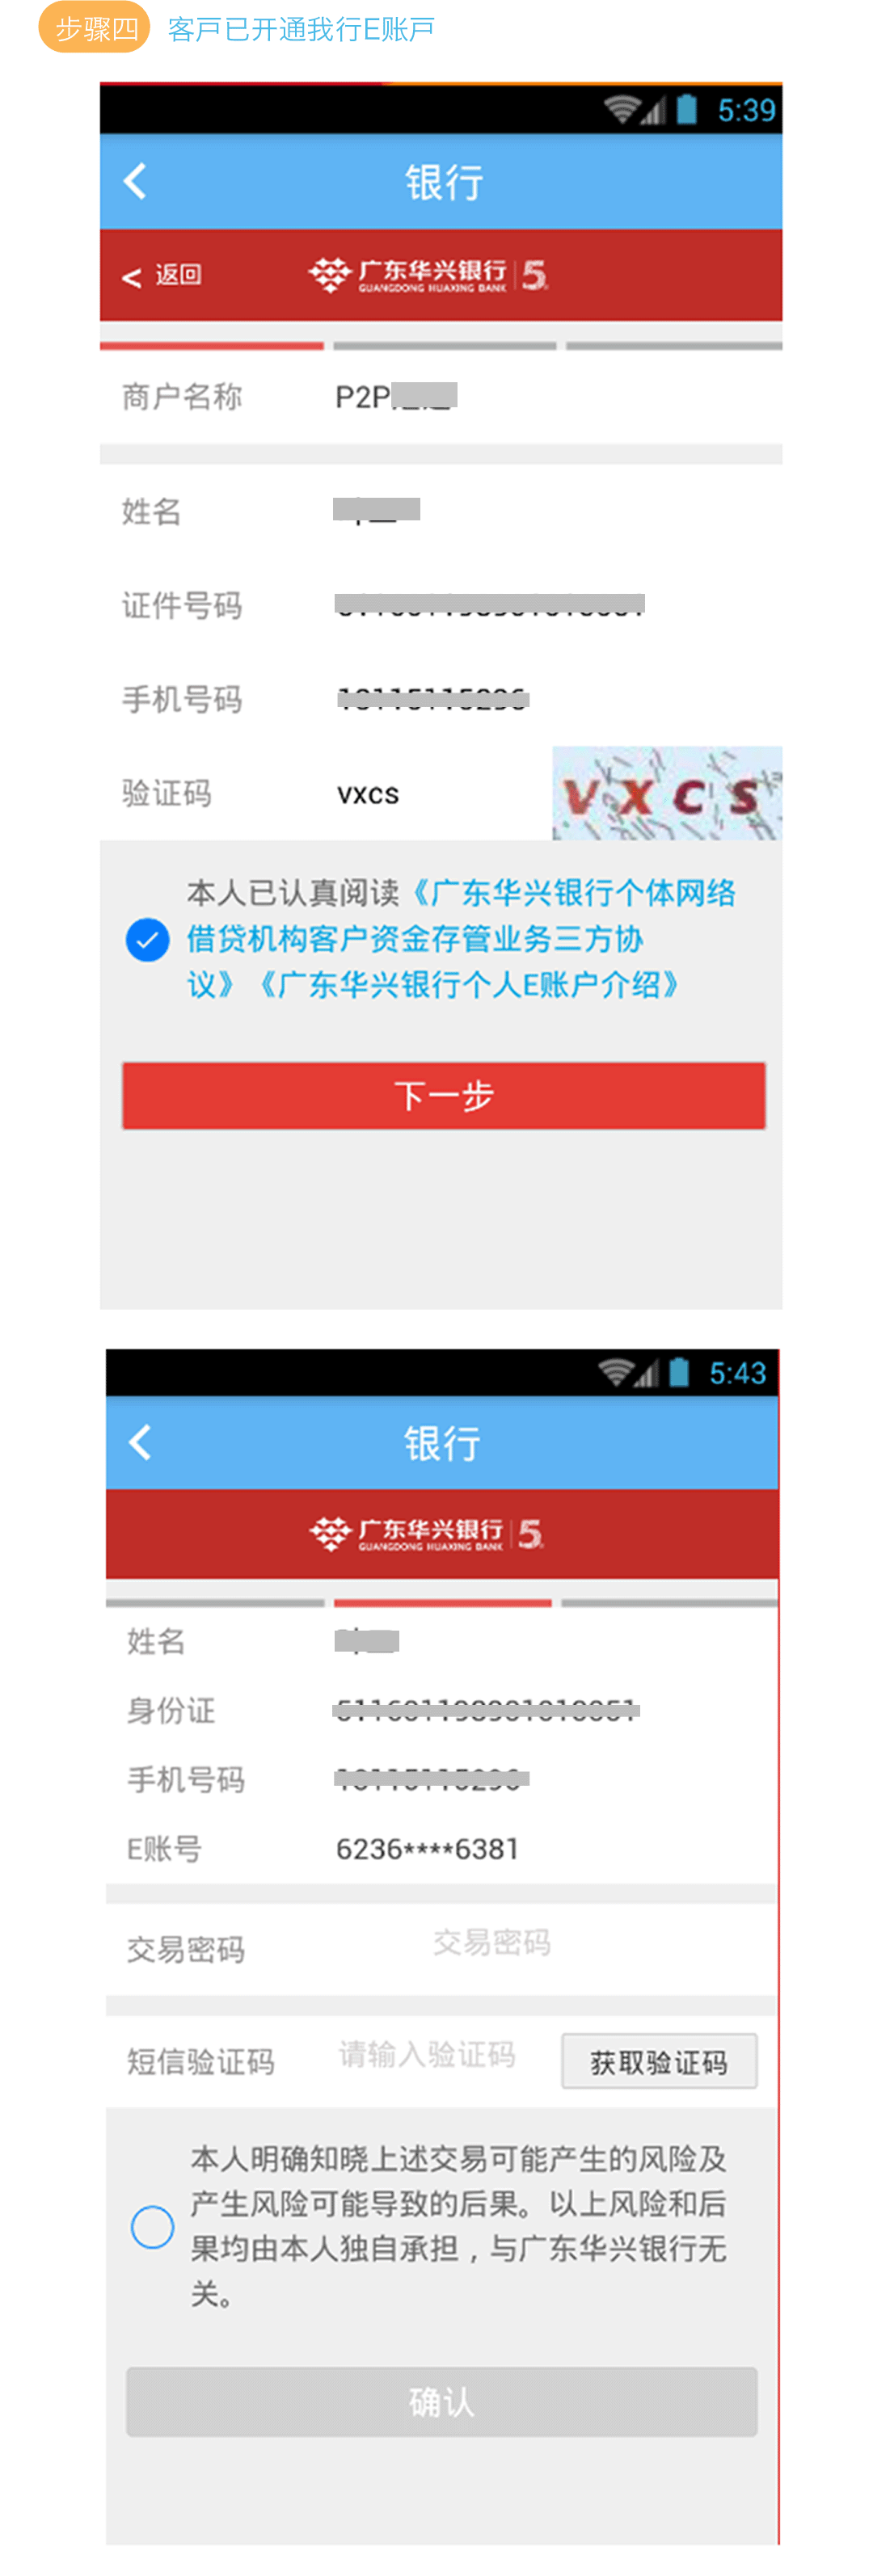 步骤四 客户已开通我行E账户
5:39
银行
< 返回 广东华兴银行 5
GUANGDONG HUAXING BANK
商户名称 P2P
姓名
证件号码
手机号码
验证码 vxcs VXCS
本人已认真阅读《广东华兴银行个体网络
借贷机构客户资金存管业务三方协
议》《广东华兴银行个人E账户介绍》
下一步
5:43
银行
广东华兴银行 5
GUANGDONG HUAXING BANK
姓名
身份证
手机号码
E账号 6236****6381
交易密码 交易密码
短信验证码 请输入验证码 获取验证码
本人明确知晓上述交易可能产生的风险及
产生风险可能导致的后果。以上风险和后
果均由本人独自承担，与广东华兴银行无
关。
确认